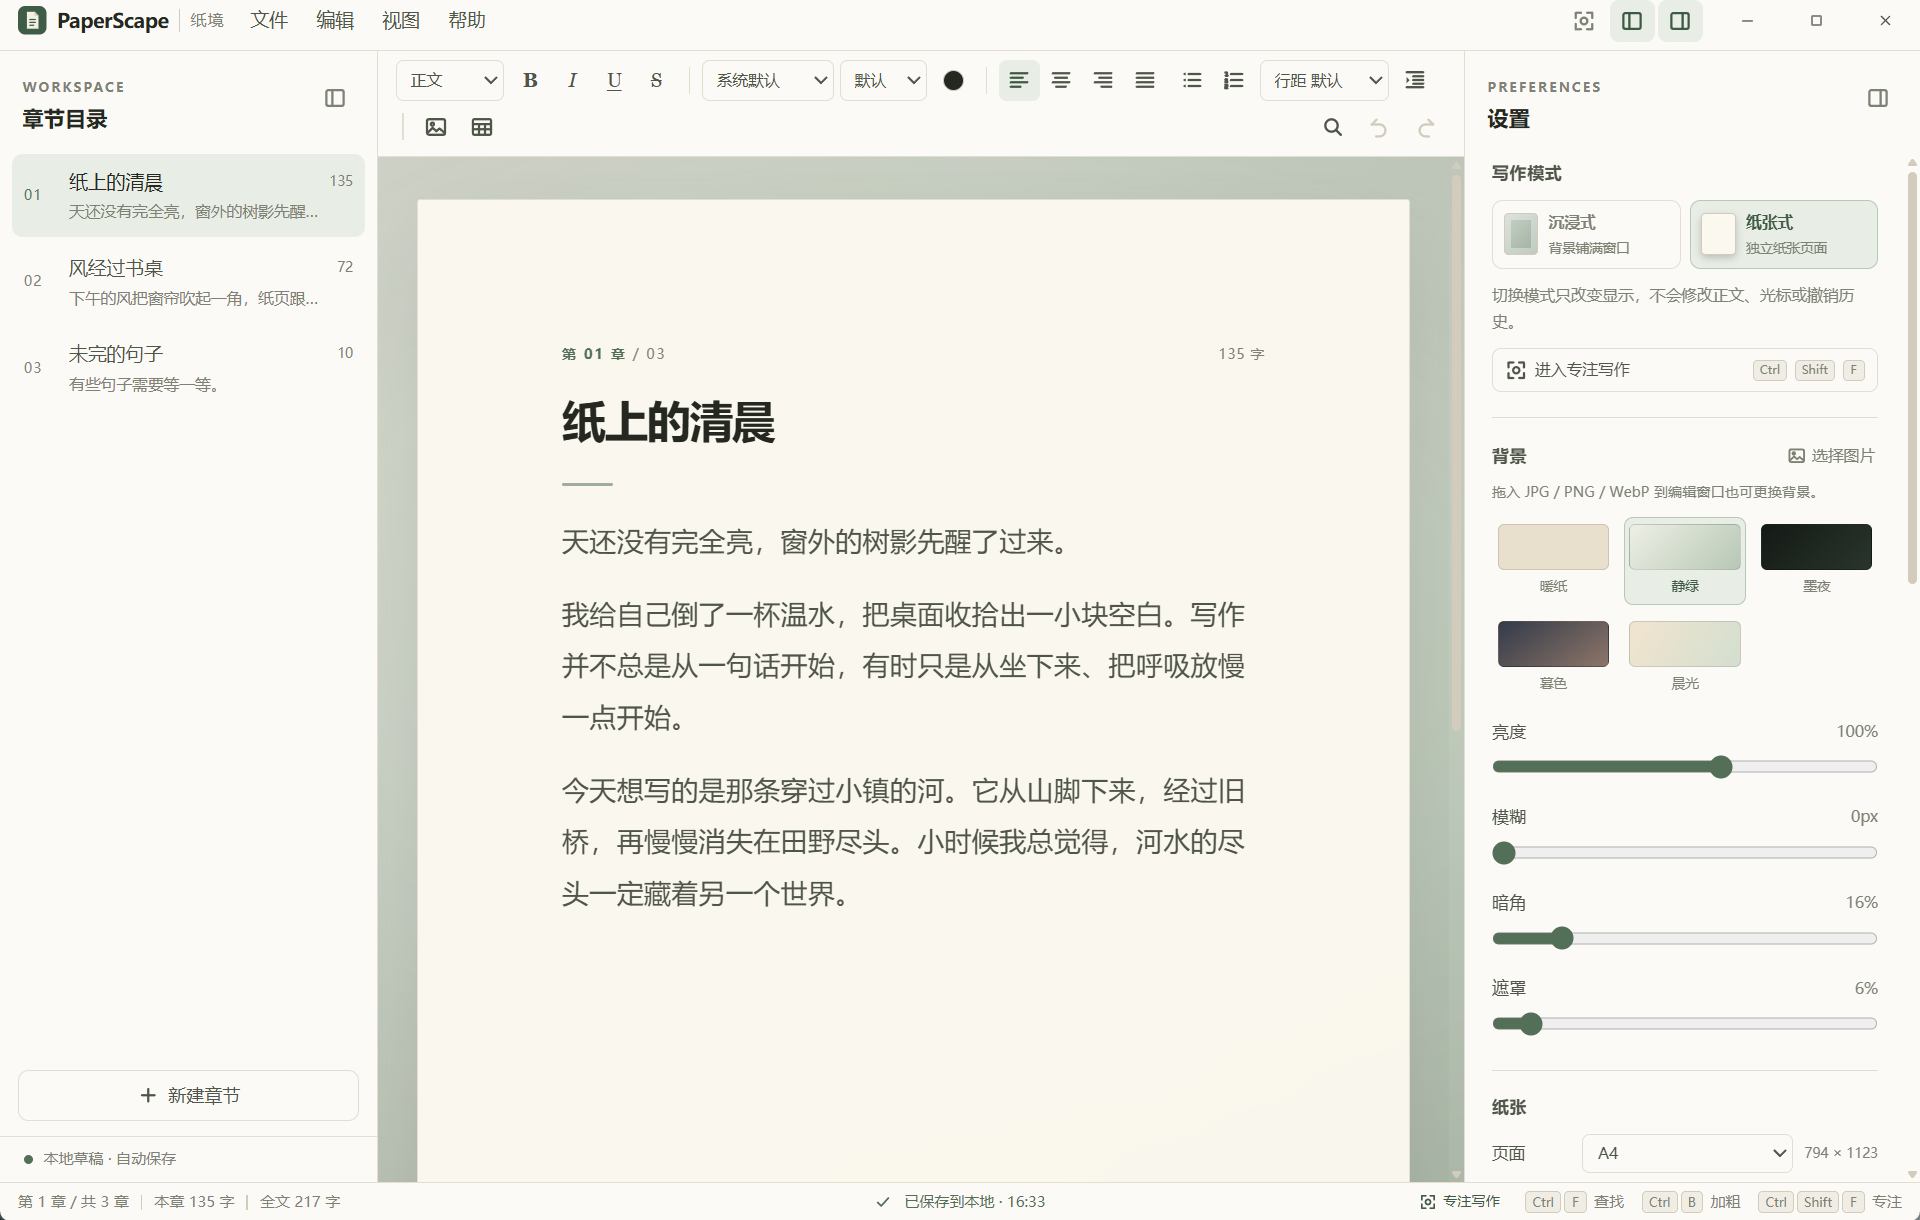 PaperScape 纸境 文件 编辑 视图 帮助
WORKSPACE
章节目录
01 纸上的清晨 135
天还没有完全亮，窗外的树影先醒...
02 风经过书桌 72
下午的风把窗帘吹起一角，纸页跟...
03 未完的句子 10
有些句子需要等一等。
新建章节
本地草稿 · 自动保存
正文 B I U S 系统默认 默认 行距 默认
第 01 章 / 03 135 字
纸上的清晨
天还没有完全亮，窗外的树影先醒了过来。
我给自己倒了一杯温水，把桌面收拾出一小块空白。写作
并不总是从一句话开始，有时只是从坐下来、把呼吸放慢
一点开始。
今天想写的是那条穿过小镇的河。它从山脚下来，经过旧
桥，再慢慢消失在田野尽头。小时候我总觉得，河水的尽
头一定藏着另一个世界。
PREFERENCES
设置
写作模式
沉浸式
背景铺满窗口
纸张式
独立纸张页面
切换模式只改变显示，不会修改正文、光标或撤销历
史。
进入专注写作 Ctrl Shift F
背景 选择图片
拖入 JPG / PNG / WebP 到编辑窗口也可更换背景。
暖纸 静绿 墨夜
暮色 晨光
亮度 100%
模糊 0px
暗角 16%
遮罩 6%
纸张
页面 A4 794 × 1123
第 1 章 / 共 3 章 | 本章 135 字 | 全文 217 字
已保存到本地 · 16:33
专注写作 Ctrl F 查找 Ctrl B 加粗 Ctrl Shift F 专注